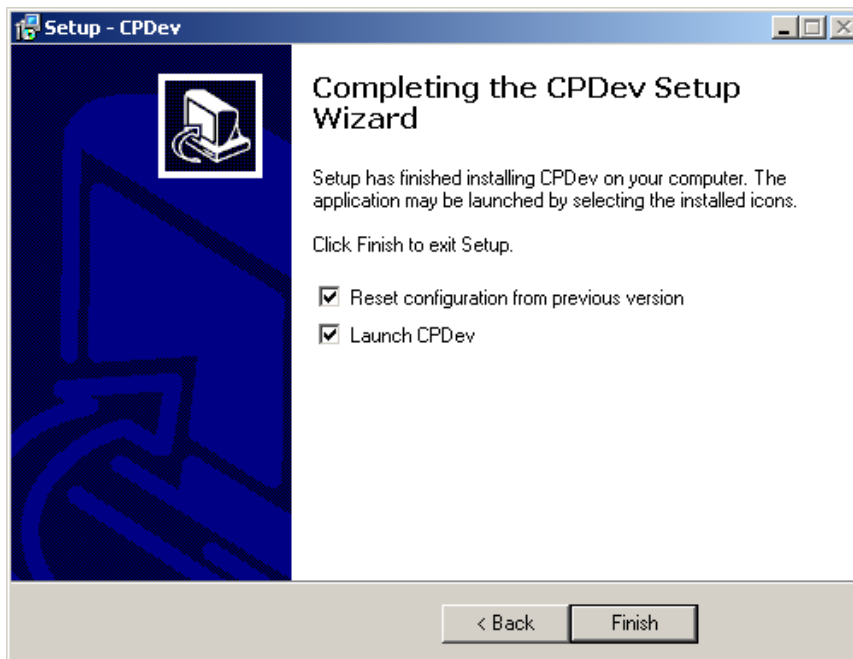 Setup - CPDev
Completing the CPDev Setup
Wizard
Setup has finished installing CPDev on your computer. The
application may be launched by selecting the installed icons.
Click Finish to exit Setup.
Reset configuration from previous version
Launch CPDev
< Back
Finish